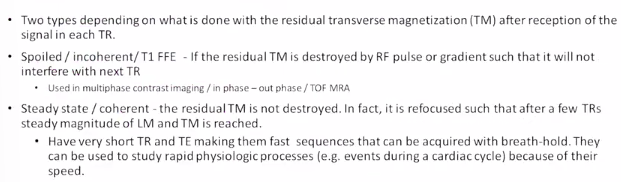 • Two types depending on what is done with the residual transverse magnetization (TM) after reception of the
signal in each TR.
• Spoiled / incoherent/ T1 FFE - If the residual TM is destroyed by RF pulse or gradient such that it will not
interfere with next TR
• Used in multiphase contrast imaging / in phase – out phase / TOF MRA
• Steady state / coherent - the residual TM is not destroyed. In fact, it is refocused such that after a few TRs
steady magnitude of LM and TM is reached.
• Have very short TR and TE making them fast sequences that can be acquired with breath-hold. They
can be used to study rapid physiologic processes (e.g. events during a cardiac cycle) because of their
speed.